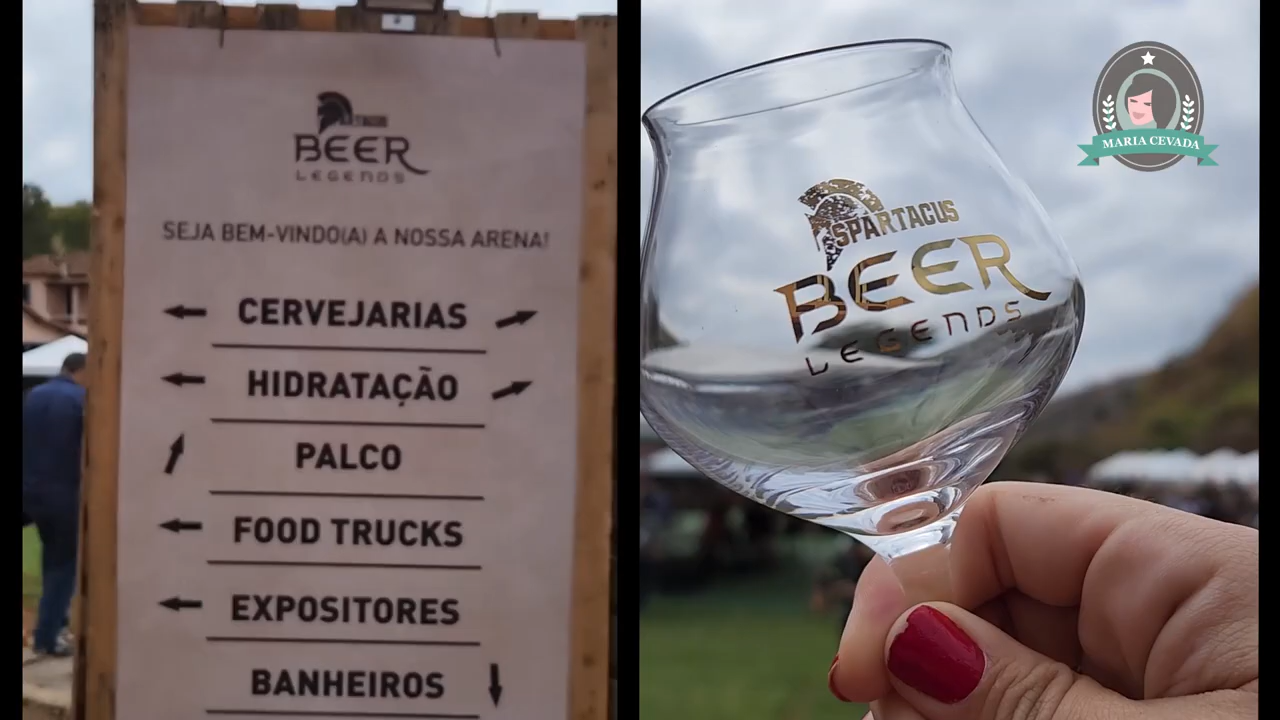 BEER
LEGENDS
SEJA BEM-VINDO(A) A NOSSA ARENA!
CERVEJARIAS
HIDRATAÇÃO
PALCO
FOOD TRUCKS
EXPOSITORES
BANHEIROS
SPARTACUS
BEER
LEGENDS
MARIA CEVADA